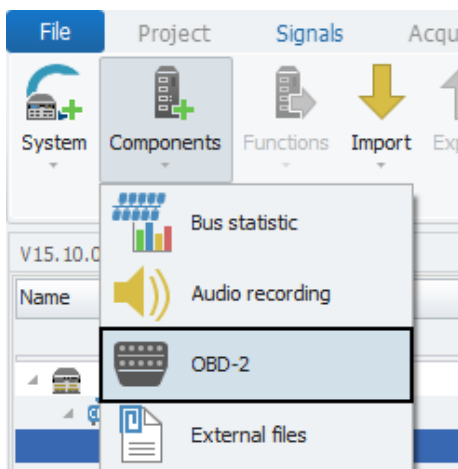 File Project Signals Acqu
System Components Functions Import Exp
Bus statistic
V15.10.0
Audio recording
Name
OBD-2
External files